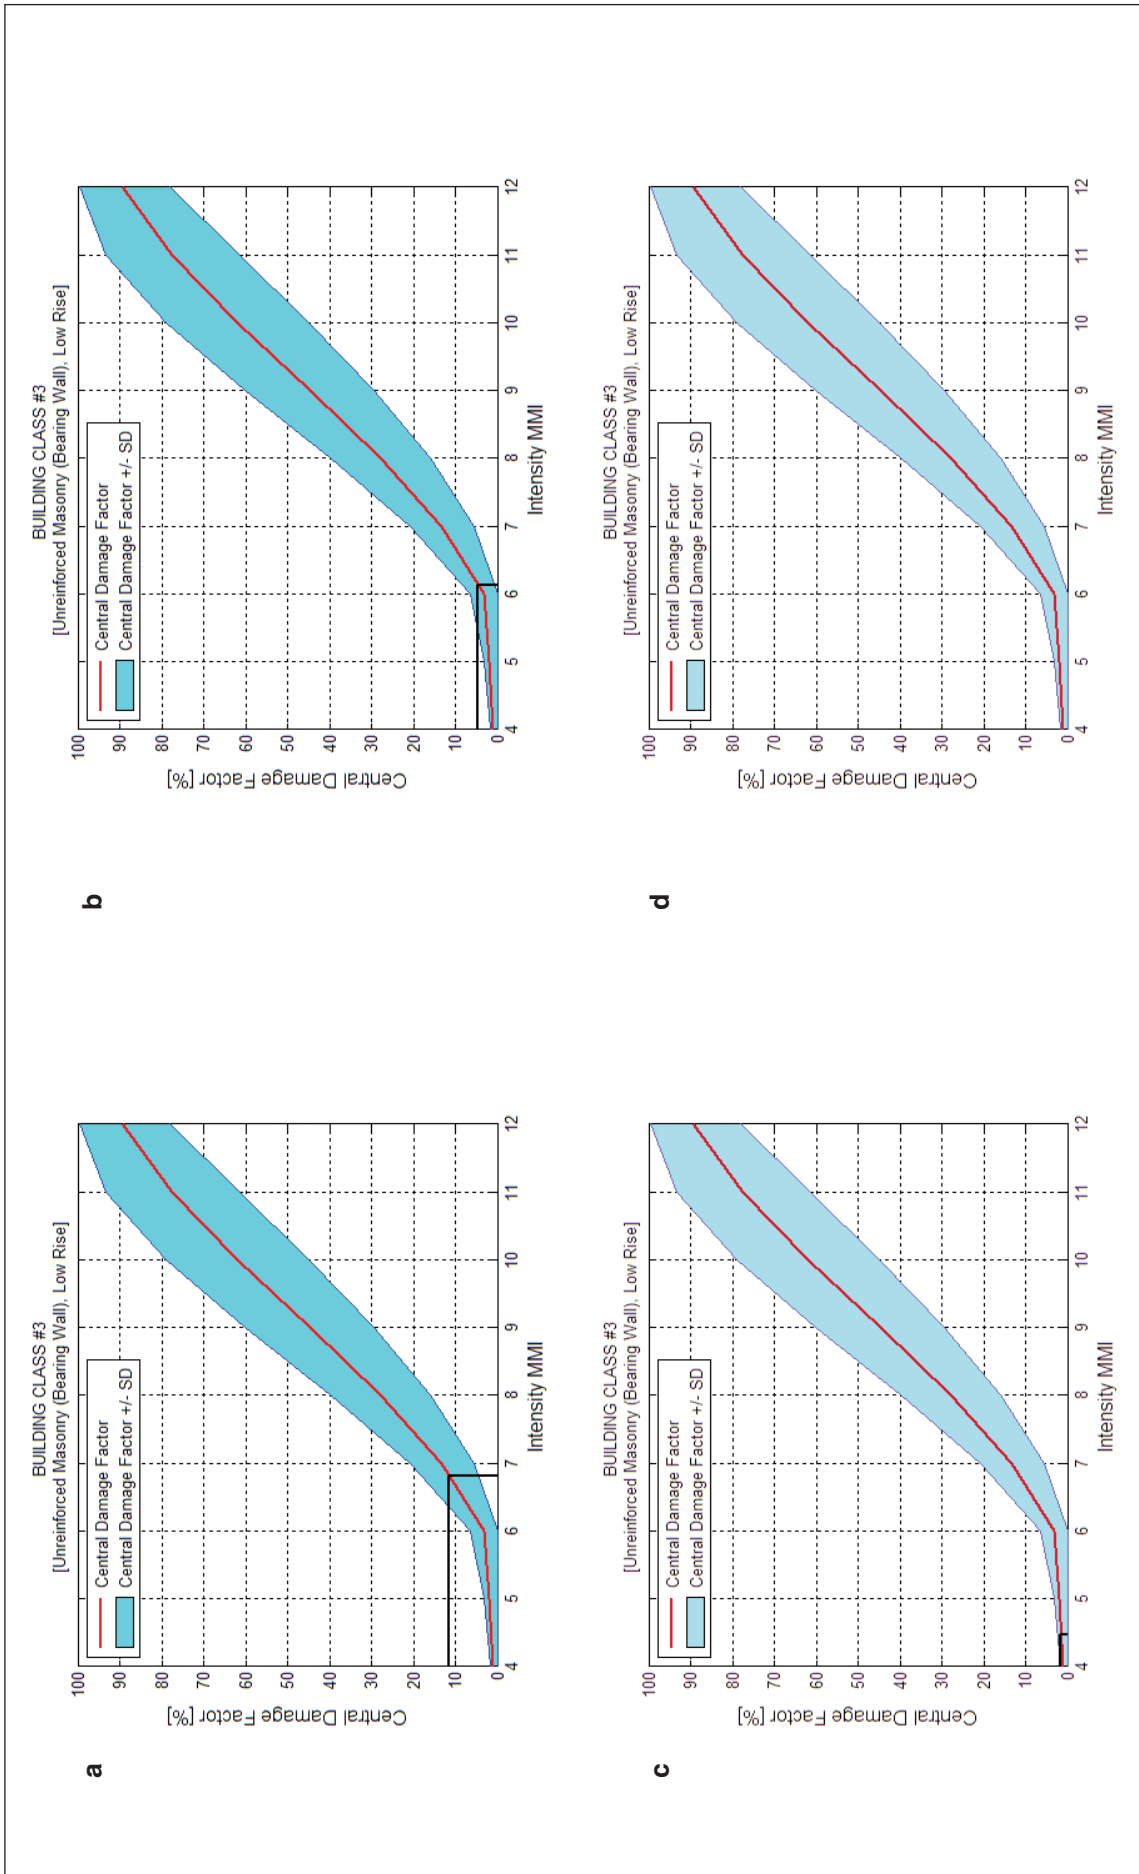 a
BUILDING CLASS #3
[Unreinforced Masonry (Bearing Wall), Low Rise]
Central Damage Factor
Central Damage Factor +/- SD
Central Damage Factor [%]
100
90
80
70
60
50
40
30
20
10
0
4 5 6 7 8 9 10 11 12
Intensity MMI
b
BUILDING CLASS #3
[Unreinforced Masonry (Bearing Wall), Low Rise]
Central Damage Factor
Central Damage Factor +/- SD
Central Damage Factor [%]
100
90
80
70
60
50
40
30
20
10
0
4 5 6 7 8 9 10 11 12
Intensity MMI
c
BUILDING CLASS #3
[Unreinforced Masonry (Bearing Wall), Low Rise]
Central Damage Factor
Central Damage Factor +/- SD
Central Damage Factor [%]
100
90
80
70
60
50
40
30
20
10
0
4 5 6 7 8 9 10 11 12
Intensity MMI
d
BUILDING CLASS #3
[Unreinforced Masonry (Bearing Wall), Low Rise]
Central Damage Factor
Central Damage Factor +/- SD
Central Damage Factor [%]
100
90
80
70
60
50
40
30
20
10
0
4 5 6 7 8 9 10 11 12
Intensity MMI